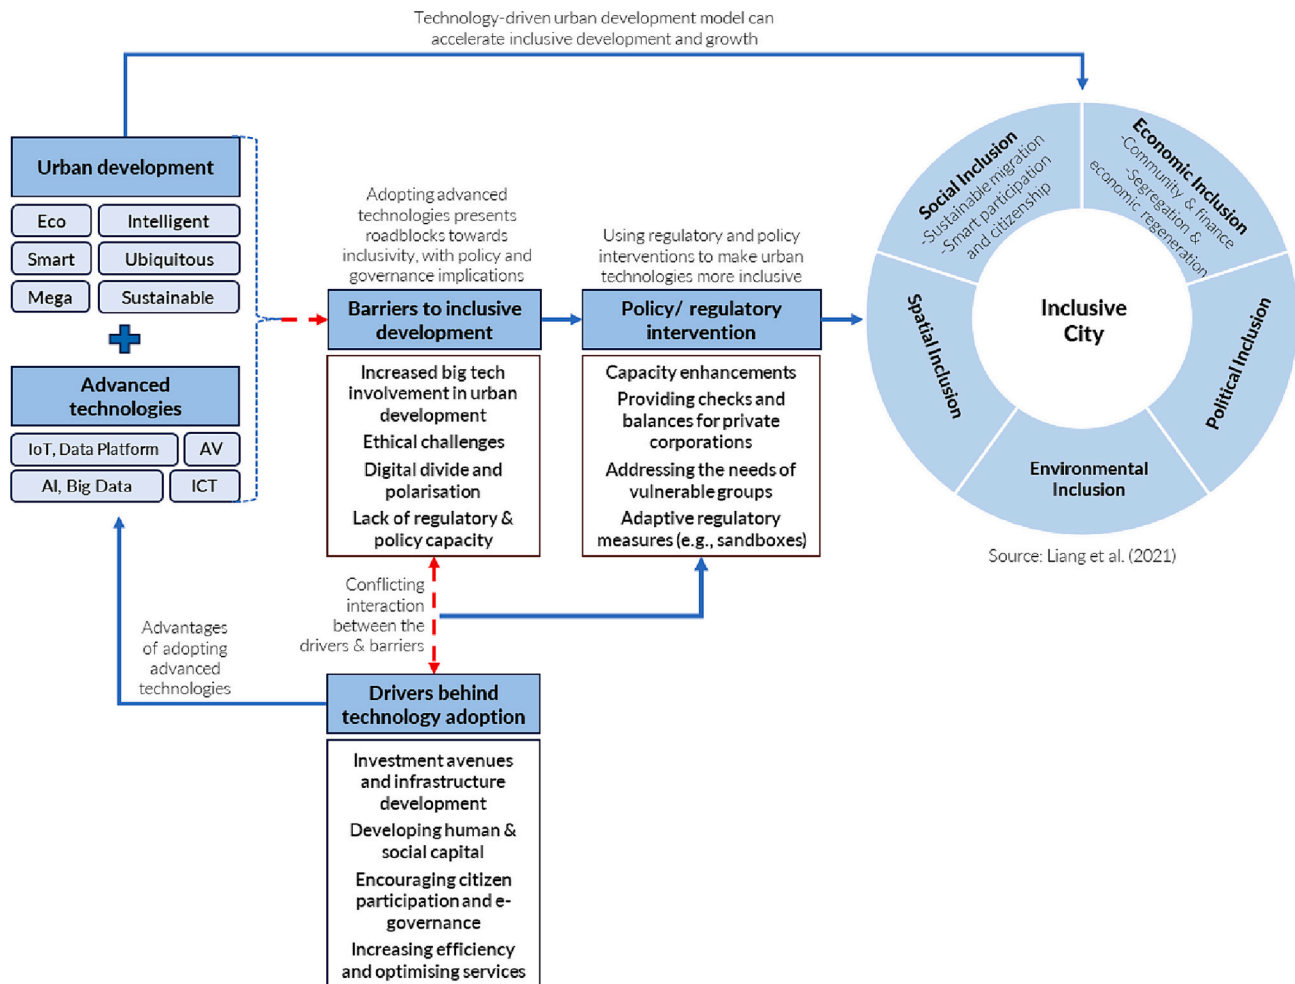 Technology-driven urban development model can
accelerate inclusive development and growth
Urban development
Eco
Intelligent
Smart
Ubiquitous
Mega
Sustainable
Advanced
technologies
IoT, Data Platform
AV
AI, Big Data
ICT
Adopting advanced
technologies presents
roadblocks towards
inclusivity, with policy and
governance implications
Barriers to inclusive
development
Increased big tech
involvement in urban
development
Ethical challenges
Digital divide and
polarisation
Lack of regulatory &
policy capacity
Using regulatory and policy
interventions to make urban
technologies more inclusive
Policy/ regulatory
intervention
Capacity enhancements
Providing checks and
balances for private
corporations
Addressing the needs of
vulnerable groups
Adaptive regulatory
measures (e.g., sandboxes)
Social Inclusion
-Sustainable migration
-Smart participation
and citizenship
Economic Inclusion
-Community & finance
-Segregation &
economic regeneration
Spatial Inclusion
Inclusive
City
Political Inclusion
Environmental
Inclusion
Source: Liang et al. (2021)
Conflicting
interaction
between the
drivers & barriers
Advantages
of adopting
advanced
technologies
Drivers behind
technology adoption
Investment avenues
and infrastructure
development
Developing human &
social capital
Encouraging citizen
participation and e-
governance
Increasing efficiency
and optimising services